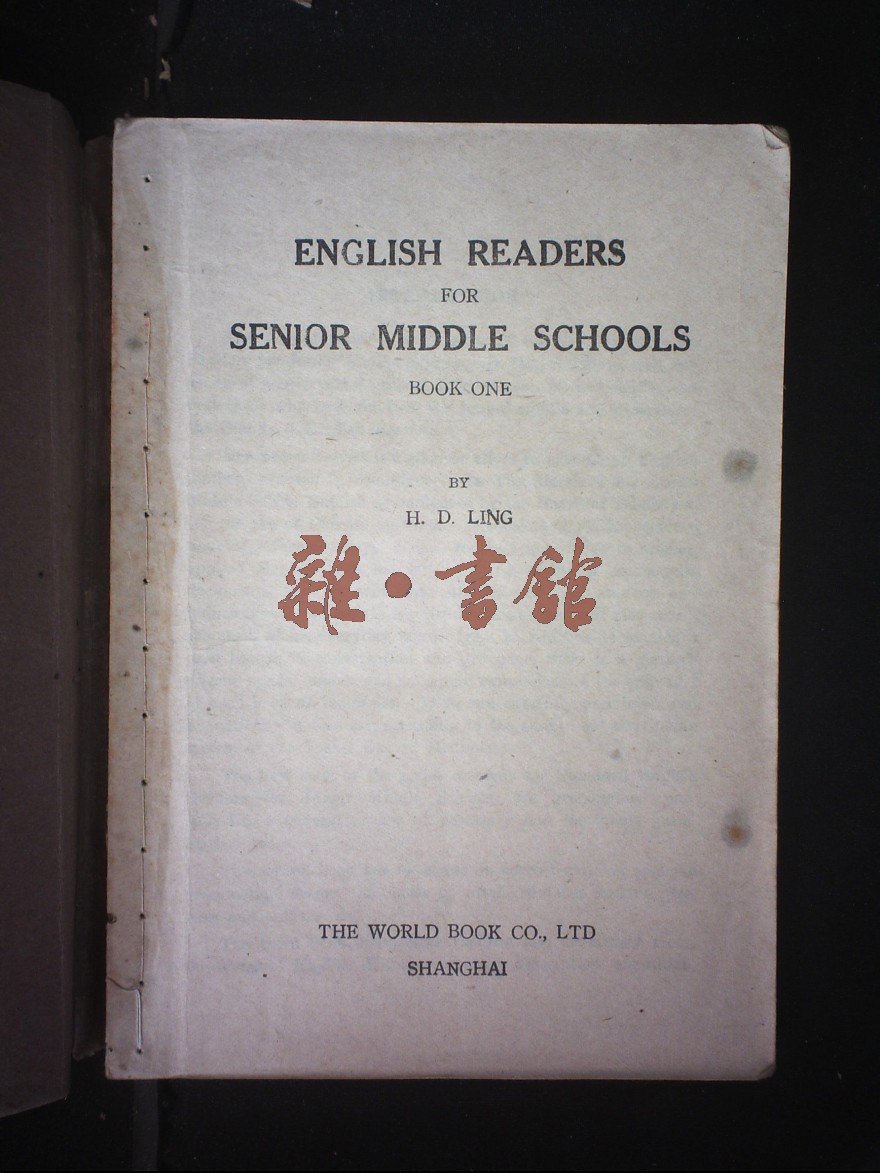 ENGLISH READERS
FOR
SENIOR MIDDLE SCHOOLS
BOOK ONE
BY
H. D. LING
雜·書館
THE WORLD BOOK CO., LTD
SHANGHAI